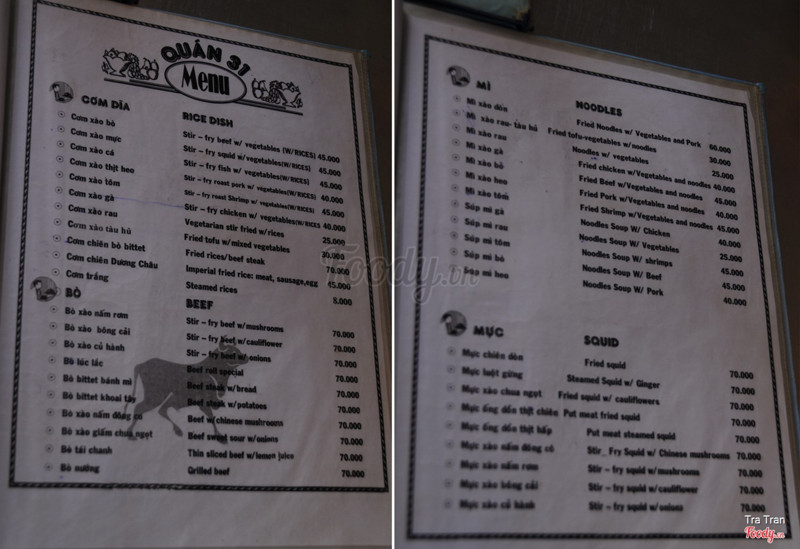 QUÁN 31
Menu
CƠM DĨA RICE DISH
Cơm xào bò Stir – fry beef w/ vegetables (W/RICES) 45.000
Cơm xào mực Stir – fry squid w/vegetables(W/RICES) 45.000
Cơm xào cá Stir – fry fish w/ vegetables(W/RICES) 45.000
Cơm xào thịt heo Stir – fry roast pork w/ vegetables(W/RICES) 40.000
Cơm xào tôm Stir – fry roast Shrimp w/vegetables(W/RICES) 45.000
Cơm xào gà Stir – fry chicken w/ vegetables(W/ RICES 40.000
Cơm xào rau Vegetarian stir fried w/rices 25.000
Cơm xào tàu hủ Fried tofu w/mixed vegetables 30.000
Cơm chiên bò bittet Fried rices/beef steak 70.000
Cơm chiên Dương Châu Imperial fried rice: meat, sausage,egg 45.000
Cơm trắng Steamed rices 8.000
BÒ BEEF
Bò xào nấm rơm Stir – fry beef w/mushrooms 70.000
Bò xào bông cải Stir – fry beef w/cauliflower 70.000
Bò xào củ hành Stir – fry beef w/ onions 70.000
Bò lúc lắc Beef roll special 70.000
Bò bittet bánh mì Beef steak w/bread 70.000
Bò bittet khoai tây Beef steak w/potatoes 70.000
Bò xào nấm đông cô Beef w/chinese mushrooms 70.000
Bò xào giấm chua ngọt Beef sweet sour w/onions 70.000
Bò tái chanh Thin sliced beef w/lemon juice 70.000
Bò nướng Grilled beef 70.000
MÌ NOODLES
Mì xào dòn Fried Noodles w/ Vegetables and Pork 60.000
Mì xào rau- tàu hủ Fried tofu-vegetables w/noodles 30.000
Mì xào rau Noodles w/ vegetables 25.000
Mì xào gà Fried chicken w/Vegetables and noodles 40.000
Mì xào bò Fried Beef w/Vegetables and noodles 45.000
Mì xào heo Fried Pork w/Vegetables and noodles 40.000
Mì xào tôm Fried Shrimp w/Vegetables and noodles 45.000
Súp mì gà Noodles Soup W/ Chicken 40.000
Súp mì rau Noodles Soup W/ Vegetables 25.000
Súp mì tôm Noodles Soup W/ shrimps 45.000
Súp mì bò Noodles Soup W/ Beef 45.000
Súp mì heo Noodles Soup W/ Pork 40.000
MỰC SQUID
Mực chiên dòn Fried squid 70.000
Mực luột gừng Steamed Squid w/ Ginger 70.000
Mực xào chua ngọt Fried squid w/ cauliflowers 70.000
Mực ống dồn thịt chiên Put meat fried squid 70.000
Mực ống dồn thịt hấp Put meat steamed squid 70.000
Mực xào nấm đông cô Stir_ Fry Squid w/ Chinese mushrooms 70.000
Mực xào nấm rơm Stir – fry squid w/mushrooms 70.000
Mực xào bông cải Stir – fry squid w/cauliflower 70.000
Mực xào củ hành Stir – fry squid w/onions 70.000
Foody.vn
Tra Tran
Foody.vn